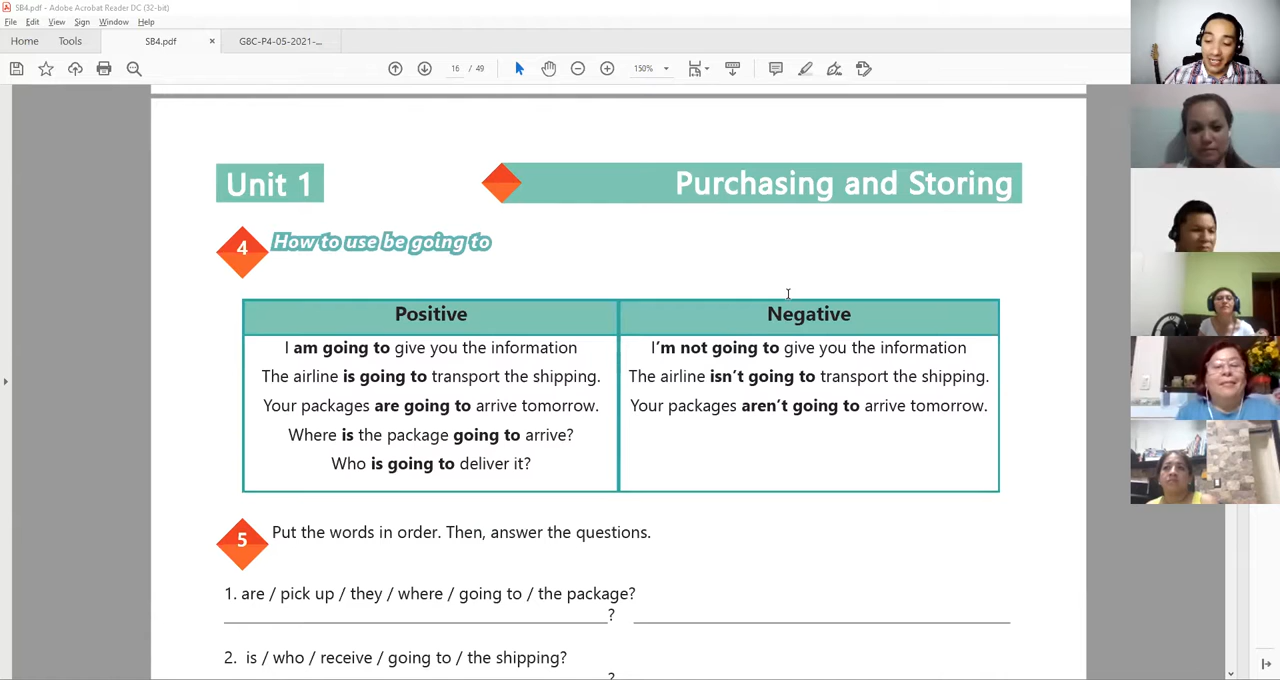 SB4.pdf - Adobe Acrobat Reader DC (32-bit)
File Edit View Sign Window Help
Home Tools SB4.pdf × GBC-P4-05-2021-...
16 / 49 150%
Unit 1 Purchasing and Storing
4 How to use be going to
Positive Negative
I am going to give you the information I'm not going to give you the information
The airline is going to transport the shipping. The airline isn't going to transport the shipping.
Your packages are going to arrive tomorrow. Your packages aren't going to arrive tomorrow.
Where is the package going to arrive?
Who is going to deliver it?
5 Put the words in order. Then, answer the questions.
1. are / pick up / they / where / going to / the package?
?
2. is / who / receive / going to / the shipping?
?